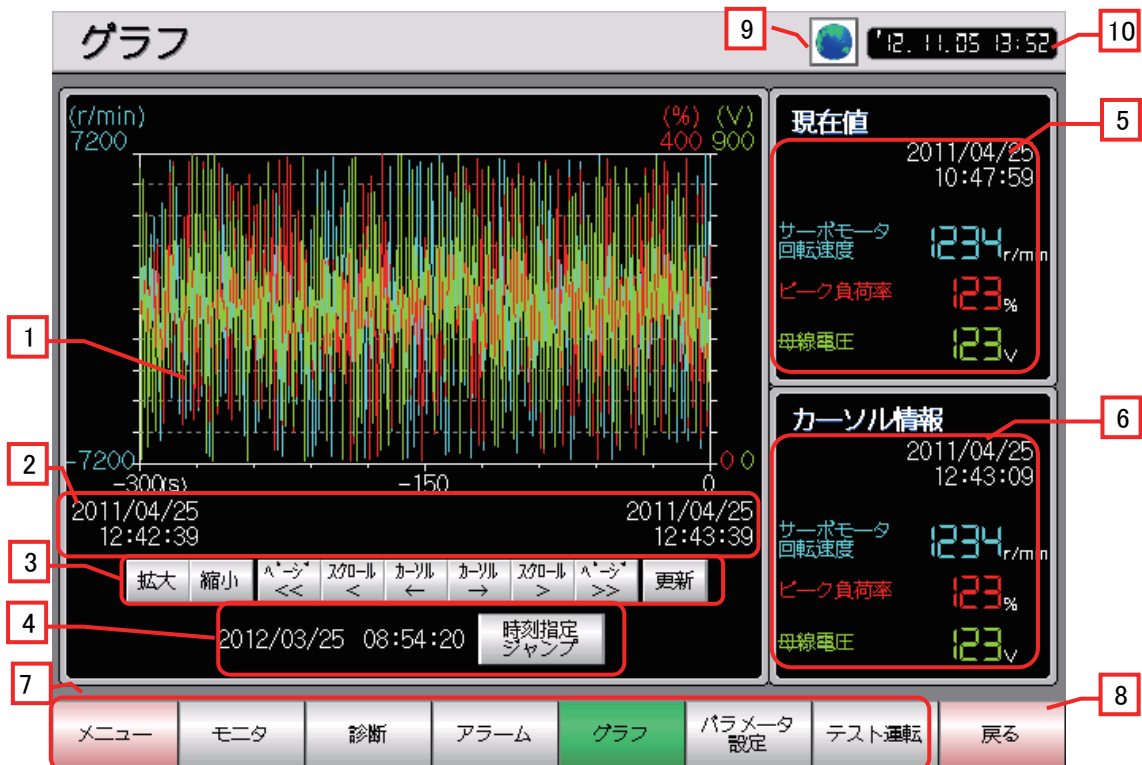 グラフ
9
'12. 11. 05 13:52
10
(r/min)
7200
(%)
400
(V)
900
-7200
0 0
-300(s)
-150
0
1
2
2011/04/25
12:42:39
2011/04/25
12:43:39
3
拡大
縮小
ページ
<<
スクロール
<
カーソル
←
カーソル
→
スクロール
>
ページ
>>
更新
4
2012/03/25 08:54:20
時刻指定
ジャンプ
現在値
5
2011/04/25
10:47:59
サーボモータ
回転速度
1234r/min
ピーク負荷率
123%
母線電圧
123V
カーソル情報
6
2011/04/25
12:43:09
サーボモータ
回転速度
1234r/min
ピーク負荷率
123%
母線電圧
123V
7
メニュー
モニタ
診断
アラーム
グラフ
パラメータ
設定
テスト運転
戻る
8